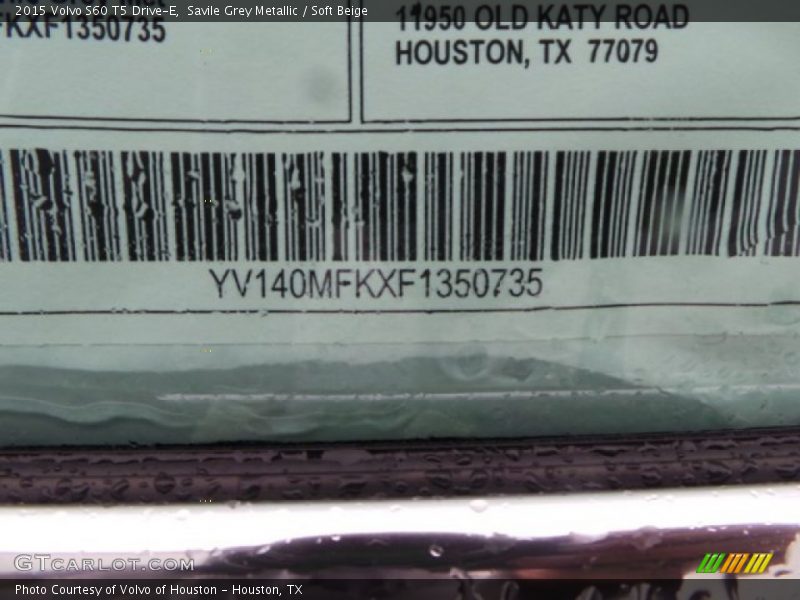 2015 Volvo S60 T5 Drive-E, Savile Grey Metallic / Soft Beige
FKXF1350735
11950 OLD KATY ROAD
HOUSTON, TX 77079
YV140MFKXF1350735
GTCARLOT.COM
Photo Courtesy of Volvo of Houston - Houston, TX